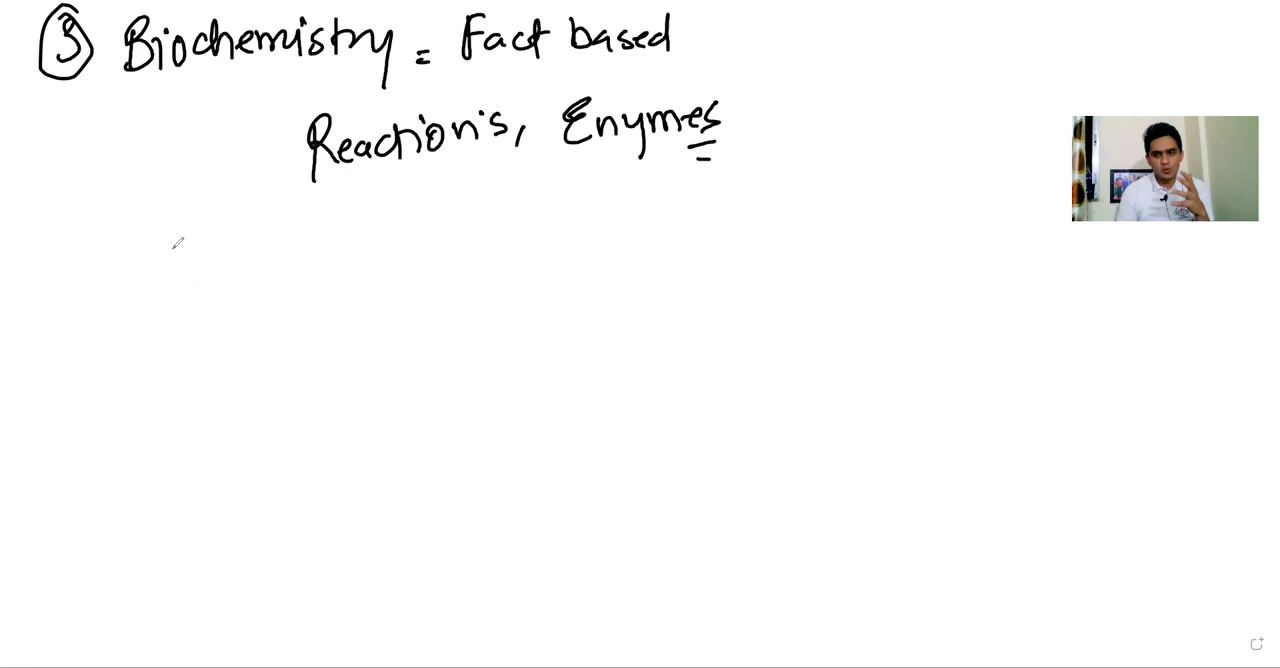 ③ Biochemistry = Fact based
Reactions, Enymes